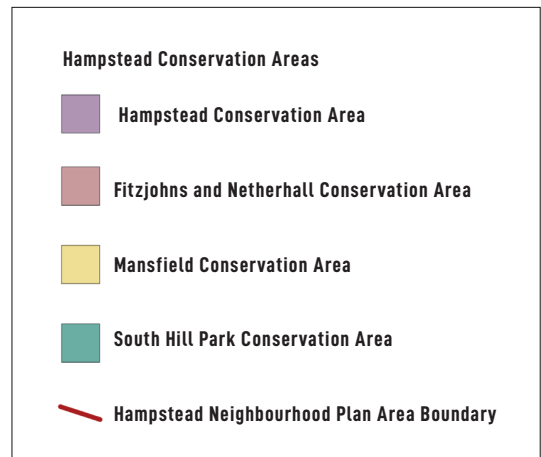 Hampstead Conservation Areas
Hampstead Conservation Area
Fitzjohns and Netherhall Conservation Area
Mansfield Conservation Area
South Hill Park Conservation Area
Hampstead Neighbourhood Plan Area Boundary